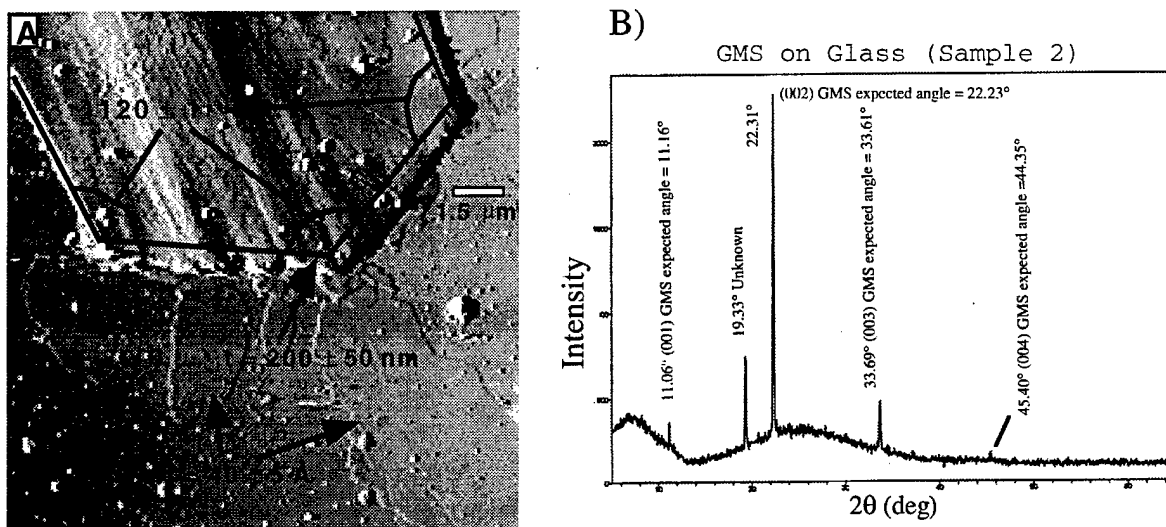 A
120 ±
1.5 µm
200 ± 50 nm
B)
GMS on Glass (Sample 2)
(002) GMS expected angle = 22.23°
22.31°
11.06° (001) GMS expected angle = 11.16°
19.33° Unknown
33.69° (003) GMS expected angle = 33.61°
45.40° (004) GMS expected angle =44.35°
Intensity
2θ (deg)